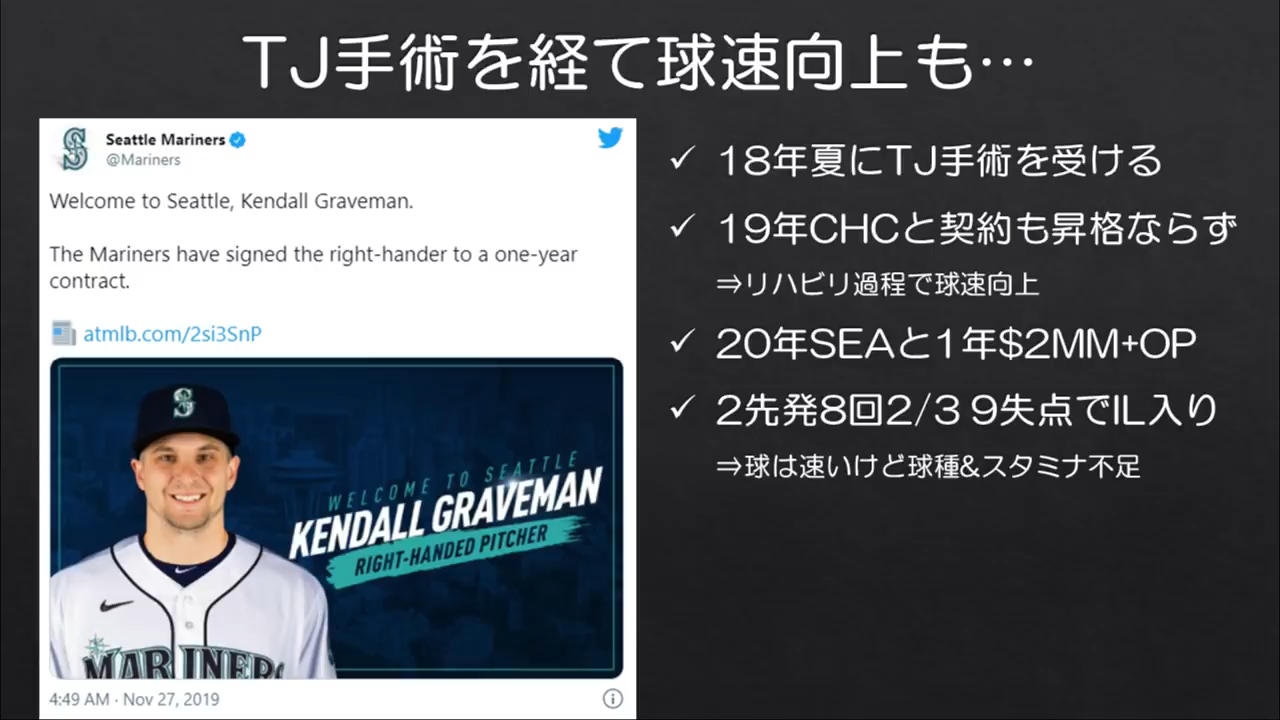 TJ手術を経て球速向上も…
Seattle Mariners
@Mariners
Welcome to Seattle, Kendall Graveman.
The Mariners have signed the right-hander to a one-year
contract.
atmlb.com/2si3SnP
S
WELCOME TO SEATTLE
KENDALL GRAVEMAN
RIGHT-HANDED PITCHER
MARINERS
4:49 AM · Nov 27, 2019
✓ 18年夏にTJ手術を受ける
✓ 19年CHCと契約も昇格ならず
⇒リハビリ過程で球速向上
✓ 20年SEAと1年$2MM+OP
✓ 2先発8回2/3 9失点でIL入り
⇒球は速いけど球種&スタミナ不足